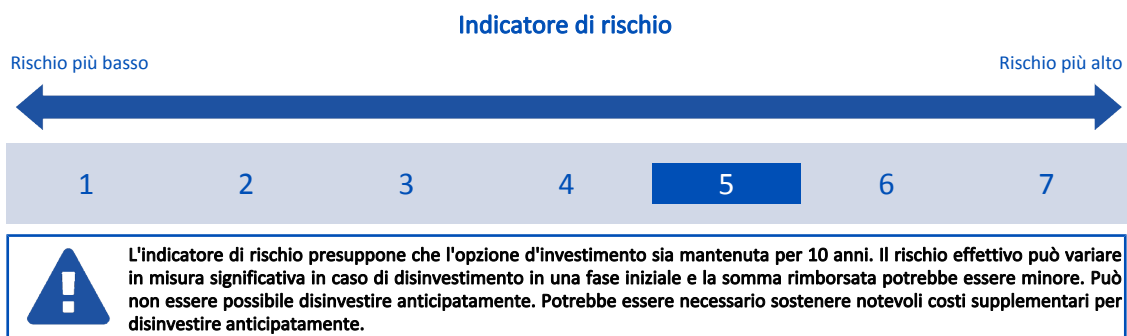 Indicatore di rischio
Rischio più basso
Rischio più alto
1 2 3 4 5 6 7
L'indicatore di rischio presuppone che l'opzione d'investimento sia mantenuta per 10 anni. Il rischio effettivo può variare
in misura significativa in caso di disinvestimento in una fase iniziale e la somma rimborsata potrebbe essere minore. Può
non essere possibile disinvestire anticipatamente. Potrebbe essere necessario sostenere notevoli costi supplementari per
disinvestire anticipatamente.